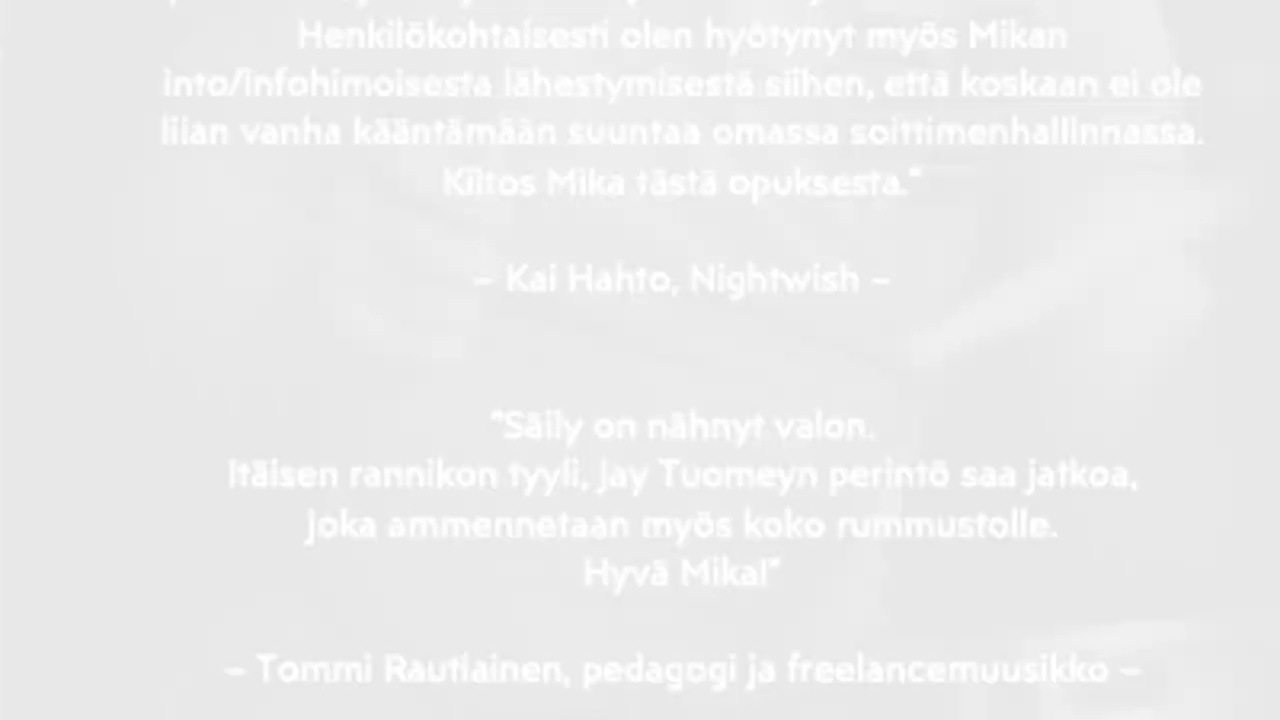 Henkilökohtaisesti olen hyötynyt myös Mikan
into/infohimoisesta lähestymisestä siihen, että koskaan ei ole
liian vanha kääntämään suuntaa omassa soittimenhallinnassa.
Kiitos Mika tästä opuksesta."
– Kai Hahto, Nightwish –
"Säily on nähnyt valon.
Itäisen rannikon tyyli, Jay Tuomeyn perintö saa jatkoa,
joka ammennetaan myös koko rummustolle.
Hyvä Mika!"
– Tommi Rautiainen, pedagogi ja freelancemuusikko –